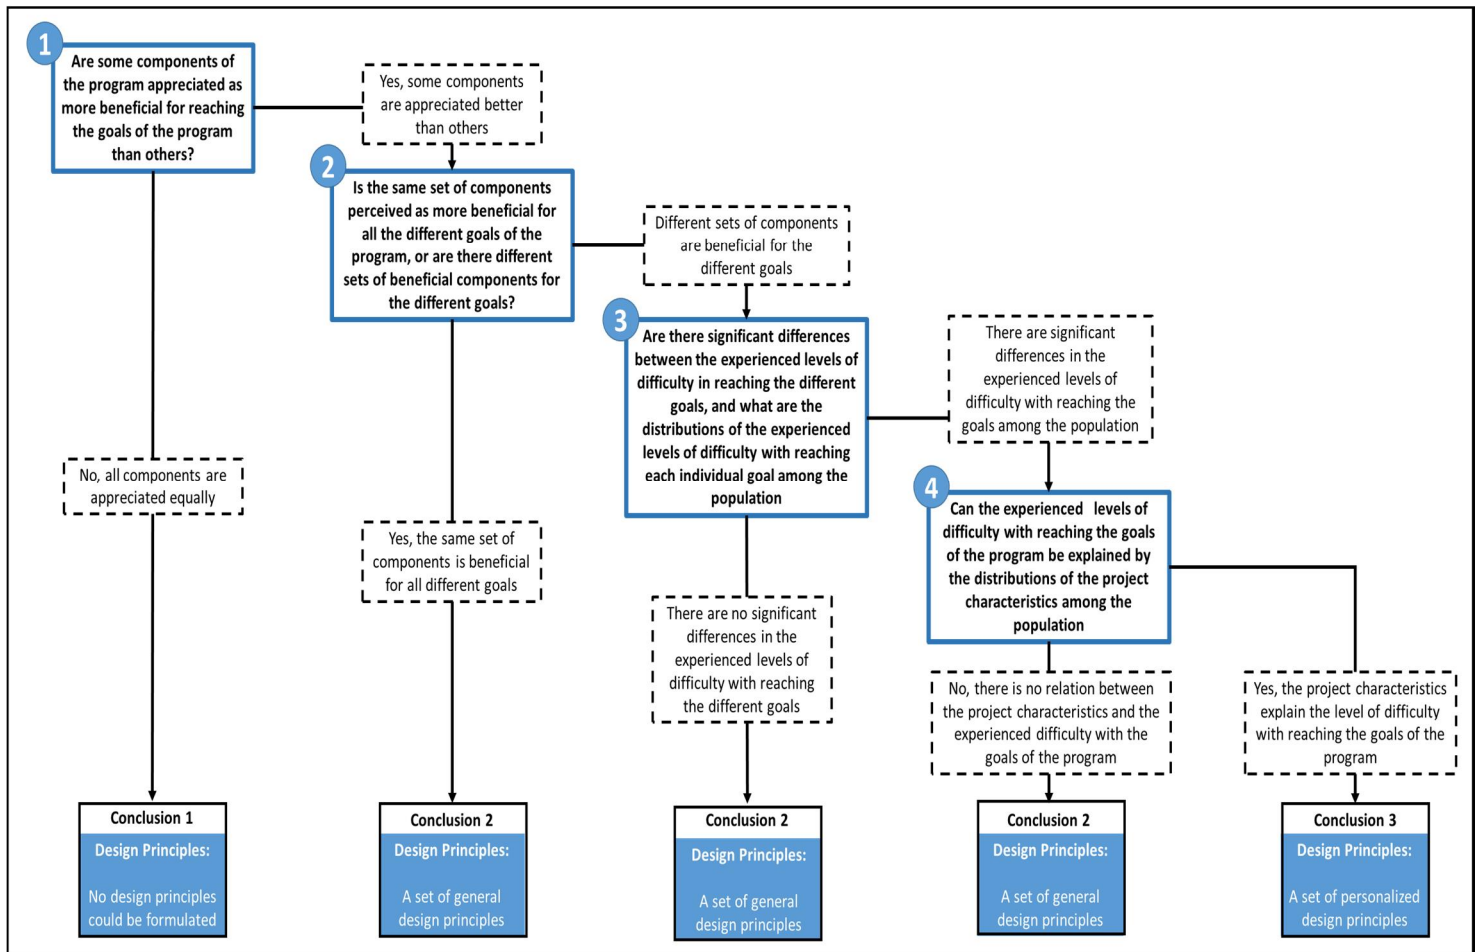 1
Are some components of
the program appreciated as
more beneficial for reaching
the goals of the program
than others?
Yes, some components
are appreciated better
than others
2
Is the same set of components
perceived as more beneficial for
all the different goals of the
program, or are there different
sets of beneficial components for
the different goals?
Different sets of components
are beneficial for the
different goals
3
Are there significant differences
between the experienced levels of
difficulty in reaching the different
goals, and what are the
distributions of the experienced
levels of difficulty with reaching
each individual goal among the
population
There are significant
differences in the
experienced levels of
difficulty with reaching the
goals among the population
4
Can the experienced levels of
difficulty with reaching the goals
of the program be explained by
the distributions of the project
characteristics among the
population
No, all components are
appreciated equally
Yes, the same set of
components is beneficial
for all different goals
There are no significant
differences in the
experienced levels of
difficulty with reaching
the different goals
No, there is no relation between
the project characteristics and the
experienced difficulty with the
goals of the program
Yes, the project characteristics
explain the level of difficulty
with reaching the goals of the
program
Conclusion 1
Design Principles:
No design principles
could be formulated
Conclusion 2
Design Principles:
A set of general
design principles
Conclusion 2
Design Principles:
A set of general
design principles
Conclusion 2
Design Principles:
A set of general
design principles
Conclusion 3
Design Principles:
A set of personalized
design principles